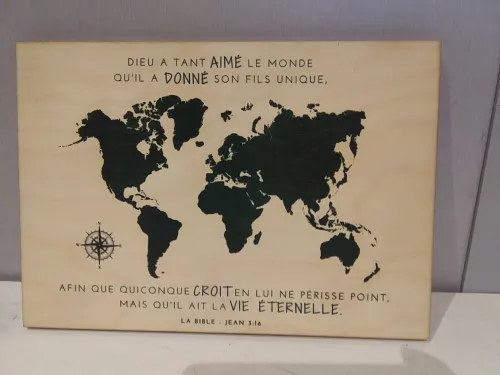 DIEU A TANT AIMÉ LE MONDE
QU'IL A DONNÉ SON FILS UNIQUE,
AFIN QUE QUICONQUE CROIT EN LUI NE PÉRISSE POINT,
MAIS QU'IL AIT LA VIE ÉTERNELLE.
LA BIBLE - JEAN 3:16